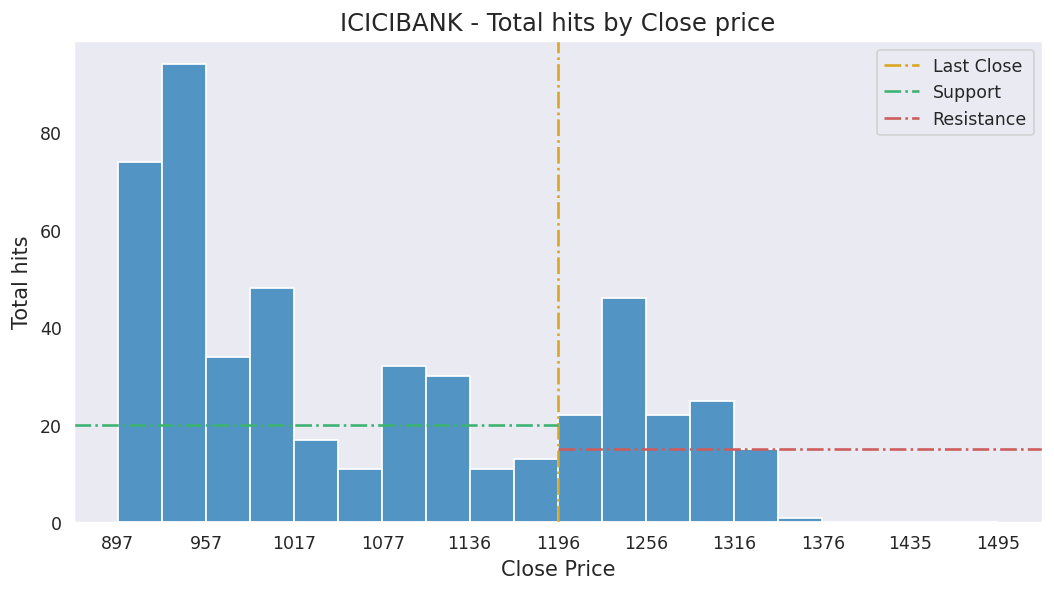 ICICIBANK - Total hits by Close price
Last Close
Support
Resistance
Total hits
80
60
40
20
0
897 957 1017 1077 1136 1196 1256 1316 1376 1435 1495
Close Price